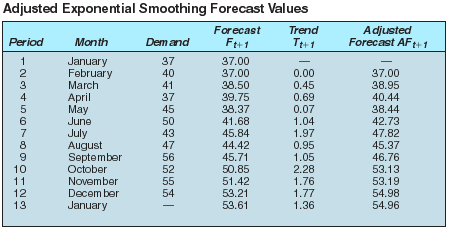 Adjusted Exponential Smoothing Forecast Values
Forecast Trend Adjusted
Period Month Demand Ft+1 Tt+1 Forecast AFt+1
1 January 37 37.00 — —
2 February 40 37.00 0.00 37.00
3 March 41 38.50 0.45 38.95
4 April 37 39.75 0.69 40.44
5 May 45 38.37 0.07 38.44
6 June 50 41.68 1.04 42.73
7 July 43 45.84 1.97 47.82
8 August 47 44.42 0.95 45.37
9 September 56 45.71 1.05 46.76
10 October 52 50.85 2.28 53.13
11 November 55 51.42 1.76 53.19
12 December 54 53.21 1.77 54.98
13 January — 53.61 1.36 54.96